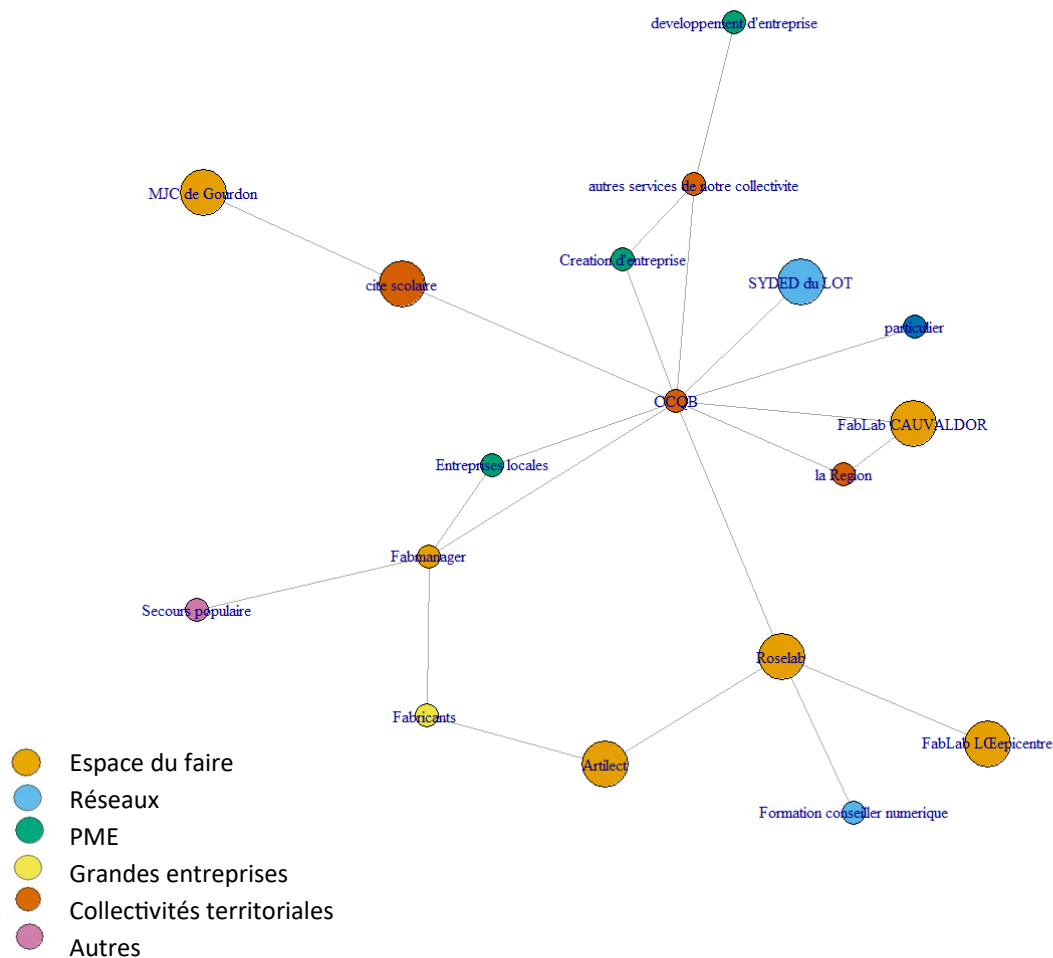 developpement d'entreprise
autres services de notre collectivite
MJC de Gourdon
Creation d'entreprise
cite scolaire
SYDED du LOT
particulier
CCQB
FabLab CAUVALDOR
Entreprises locales
la Region
Fabmanager
Secours populaire
Roselab
Fabricants
FabLab LŒepicentre
Artilect
Formation conseiller numerique
Espace du faire
Réseaux
PME
Grandes entreprises
Collectivités territoriales
Autres